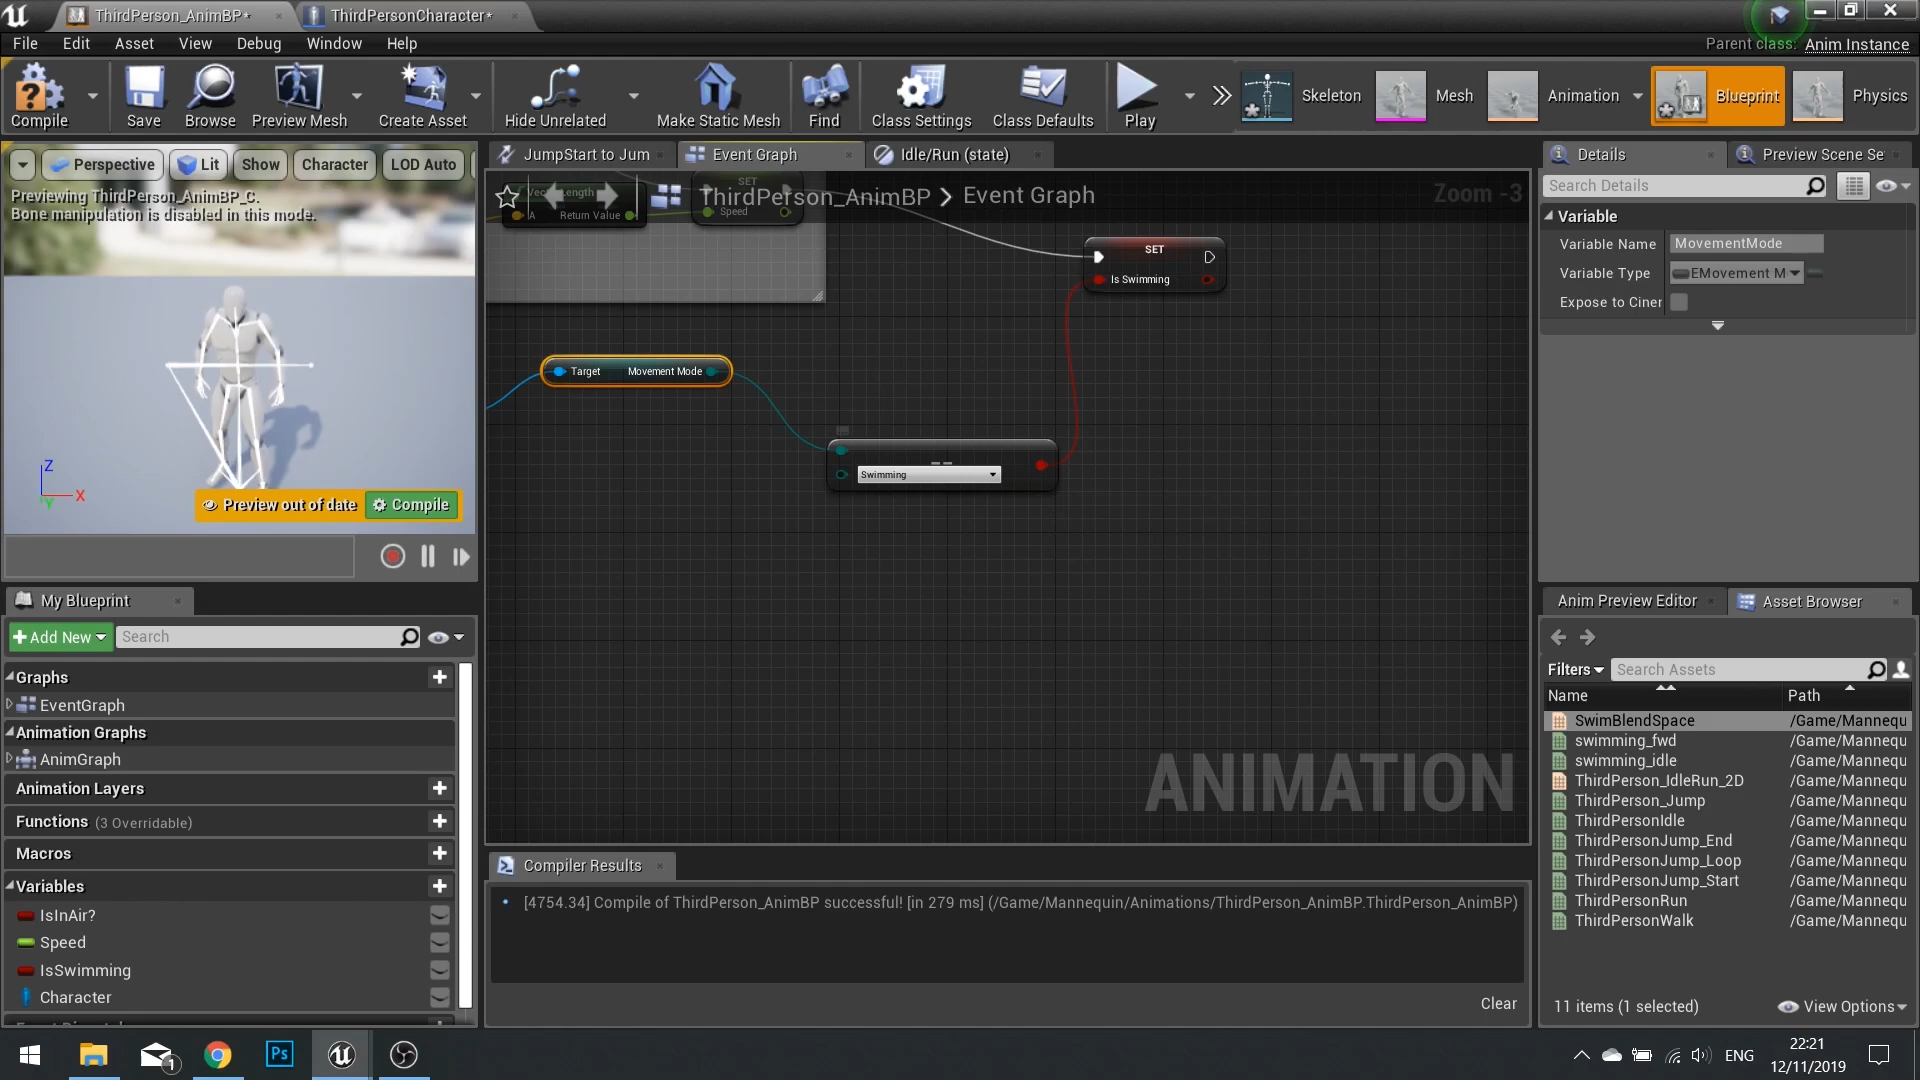 ThirdPerson_AnimBP*
ThirdPersonCharacter*
File Edit Asset View Debug Window Help
Parent class: Anim Instance
Compile Save Browse Preview Mesh Create Asset Hide Unrelated Make Static Mesh Find Class Settings Class Defaults Play
Skeleton Mesh Animation Blueprint Physics
Perspective Lit Show Character LOD Auto
Previewing ThirdPerson_AnimBP_C.
Bone manipulation is disabled in this mode.
Z
X
Y
Preview out of date Compile
JumpStart to Jum Event Graph Idle/Run (state)
ThirdPerson_AnimBP > Event Graph
Zoom -3
SET
A Return Value
Speed
SET
Is Swimming
Target Movement Mode
==
Swimming
ANIMATION
Compiler Results
[4754.34] Compile of ThirdPerson_AnimBP successful! [in 279 ms] (/Game/Mannequin/Animations/ThirdPerson_AnimBP.ThirdPerson_AnimBP)
Clear
My Blueprint
Add New Search
Graphs
EventGraph
Animation Graphs
AnimGraph
Animation Layers
Functions (3 Overridable)
Macros
Variables
IsInAir?
Speed
IsSwimming
Character
Details Preview Scene Se
Search Details
Variable
Variable Name MovementMode
Variable Type EMovement M
Expose to Ciner
Anim Preview Editor Asset Browser
Filters Search Assets
Name Path
SwimBlendSpace /Game/Mannequ
swimming_fwd /Game/Mannequ
swimming_idle /Game/Mannequ
ThirdPerson_IdleRun_2D /Game/Mannequ
ThirdPerson_Jump /Game/Mannequ
ThirdPersonIdle /Game/Mannequ
ThirdPersonJump_End /Game/Mannequ
ThirdPersonJump_Loop /Game/Mannequ
ThirdPersonJump_Start /Game/Mannequ
ThirdPersonRun /Game/Mannequ
ThirdPersonWalk /Game/Mannequ
11 items (1 selected) View Options
1
Ps
ENG
22:21
12/11/2019